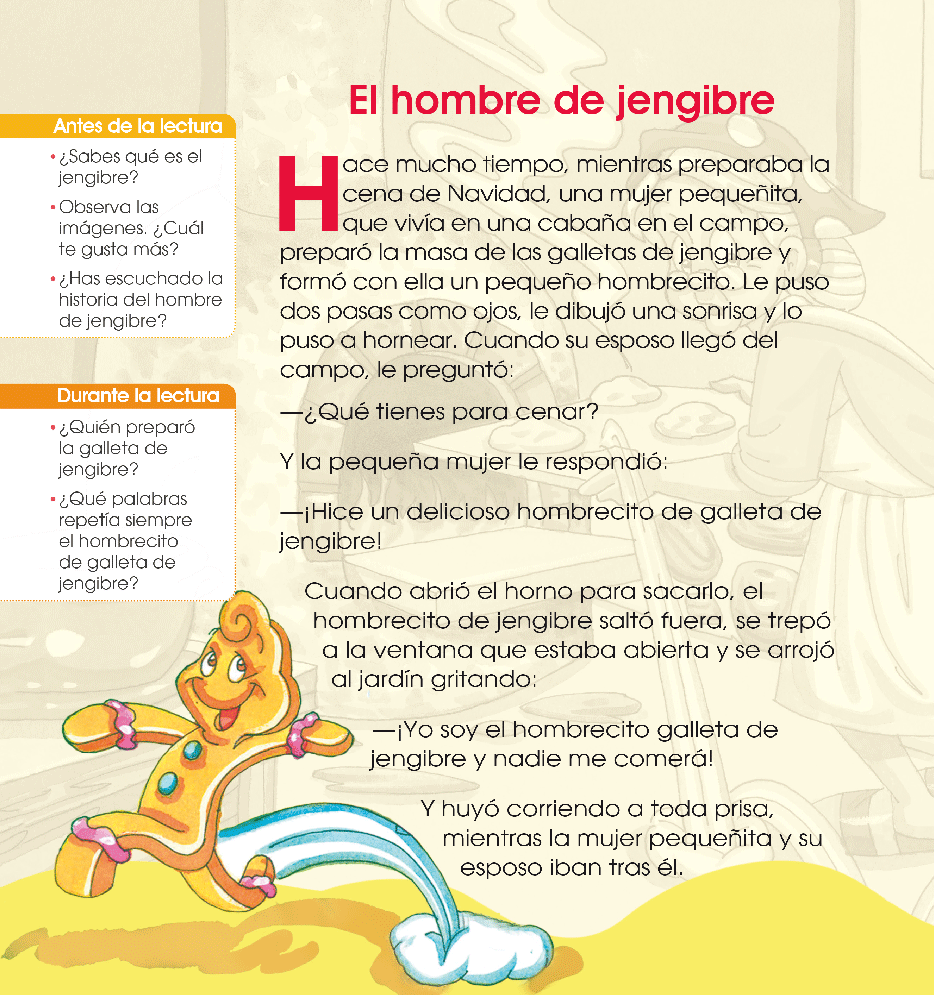 El hombre de jengibre
Antes de la lectura
• ¿Sabes qué es el
jengibre?
• Observa las
imágenes. ¿Cuál
te gusta más?
• ¿Has escuchado la
historia del hombre
de jengibre?
Durante la lectura
• ¿Quién preparó
la galleta de
jengibre?
• ¿Qué palabras
repetía siempre
el hombrecito
de galleta de
jengibre?
Hace mucho tiempo, mientras preparaba la
cena de Navidad, una mujer pequeñita,
que vivía en una cabaña en el campo,
preparó la masa de las galletas de jengibre y
formó con ella un pequeño hombrecito. Le puso
dos pasas como ojos, le dibujó una sonrisa y lo
puso a hornear. Cuando su esposo llegó del
campo, le preguntó:
—¿Qué tienes para cenar?
Y la pequeña mujer le respondió:
—¡Hice un delicioso hombrecito de galleta de
jengibre!
Cuando abrió el horno para sacarlo, el
hombrecito de jengibre saltó fuera, se trepó
a la ventana que estaba abierta y se arrojó
al jardín gritando:
—¡Yo soy el hombrecito galleta de
jengibre y nadie me comerá!
Y huyó corriendo a toda prisa,
mientras la mujer pequeñita y su
esposo iban tras él.